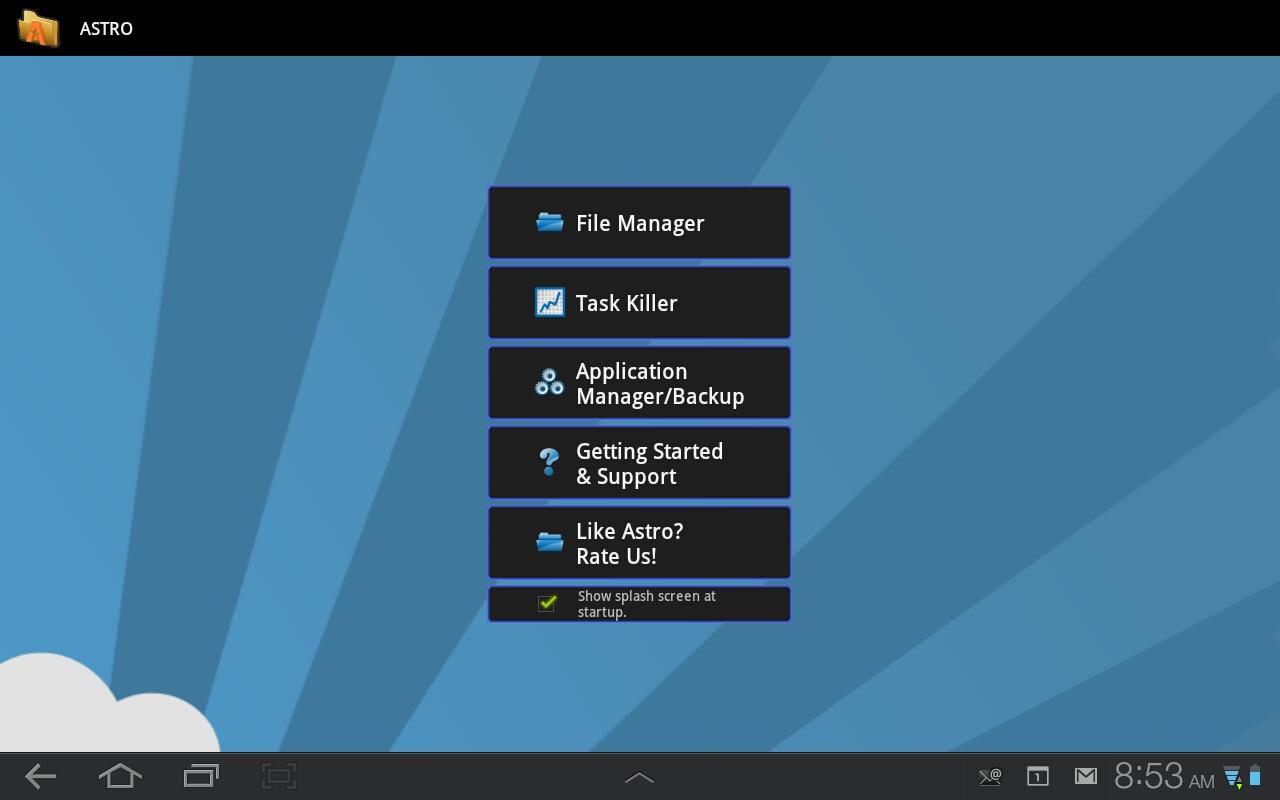 ASTRO
File Manager
Task Killer
Application
Manager/Backup
Getting Started
& Support
Like Astro?
Rate Us!
Show splash screen at
startup.
@
1
8:53 AM